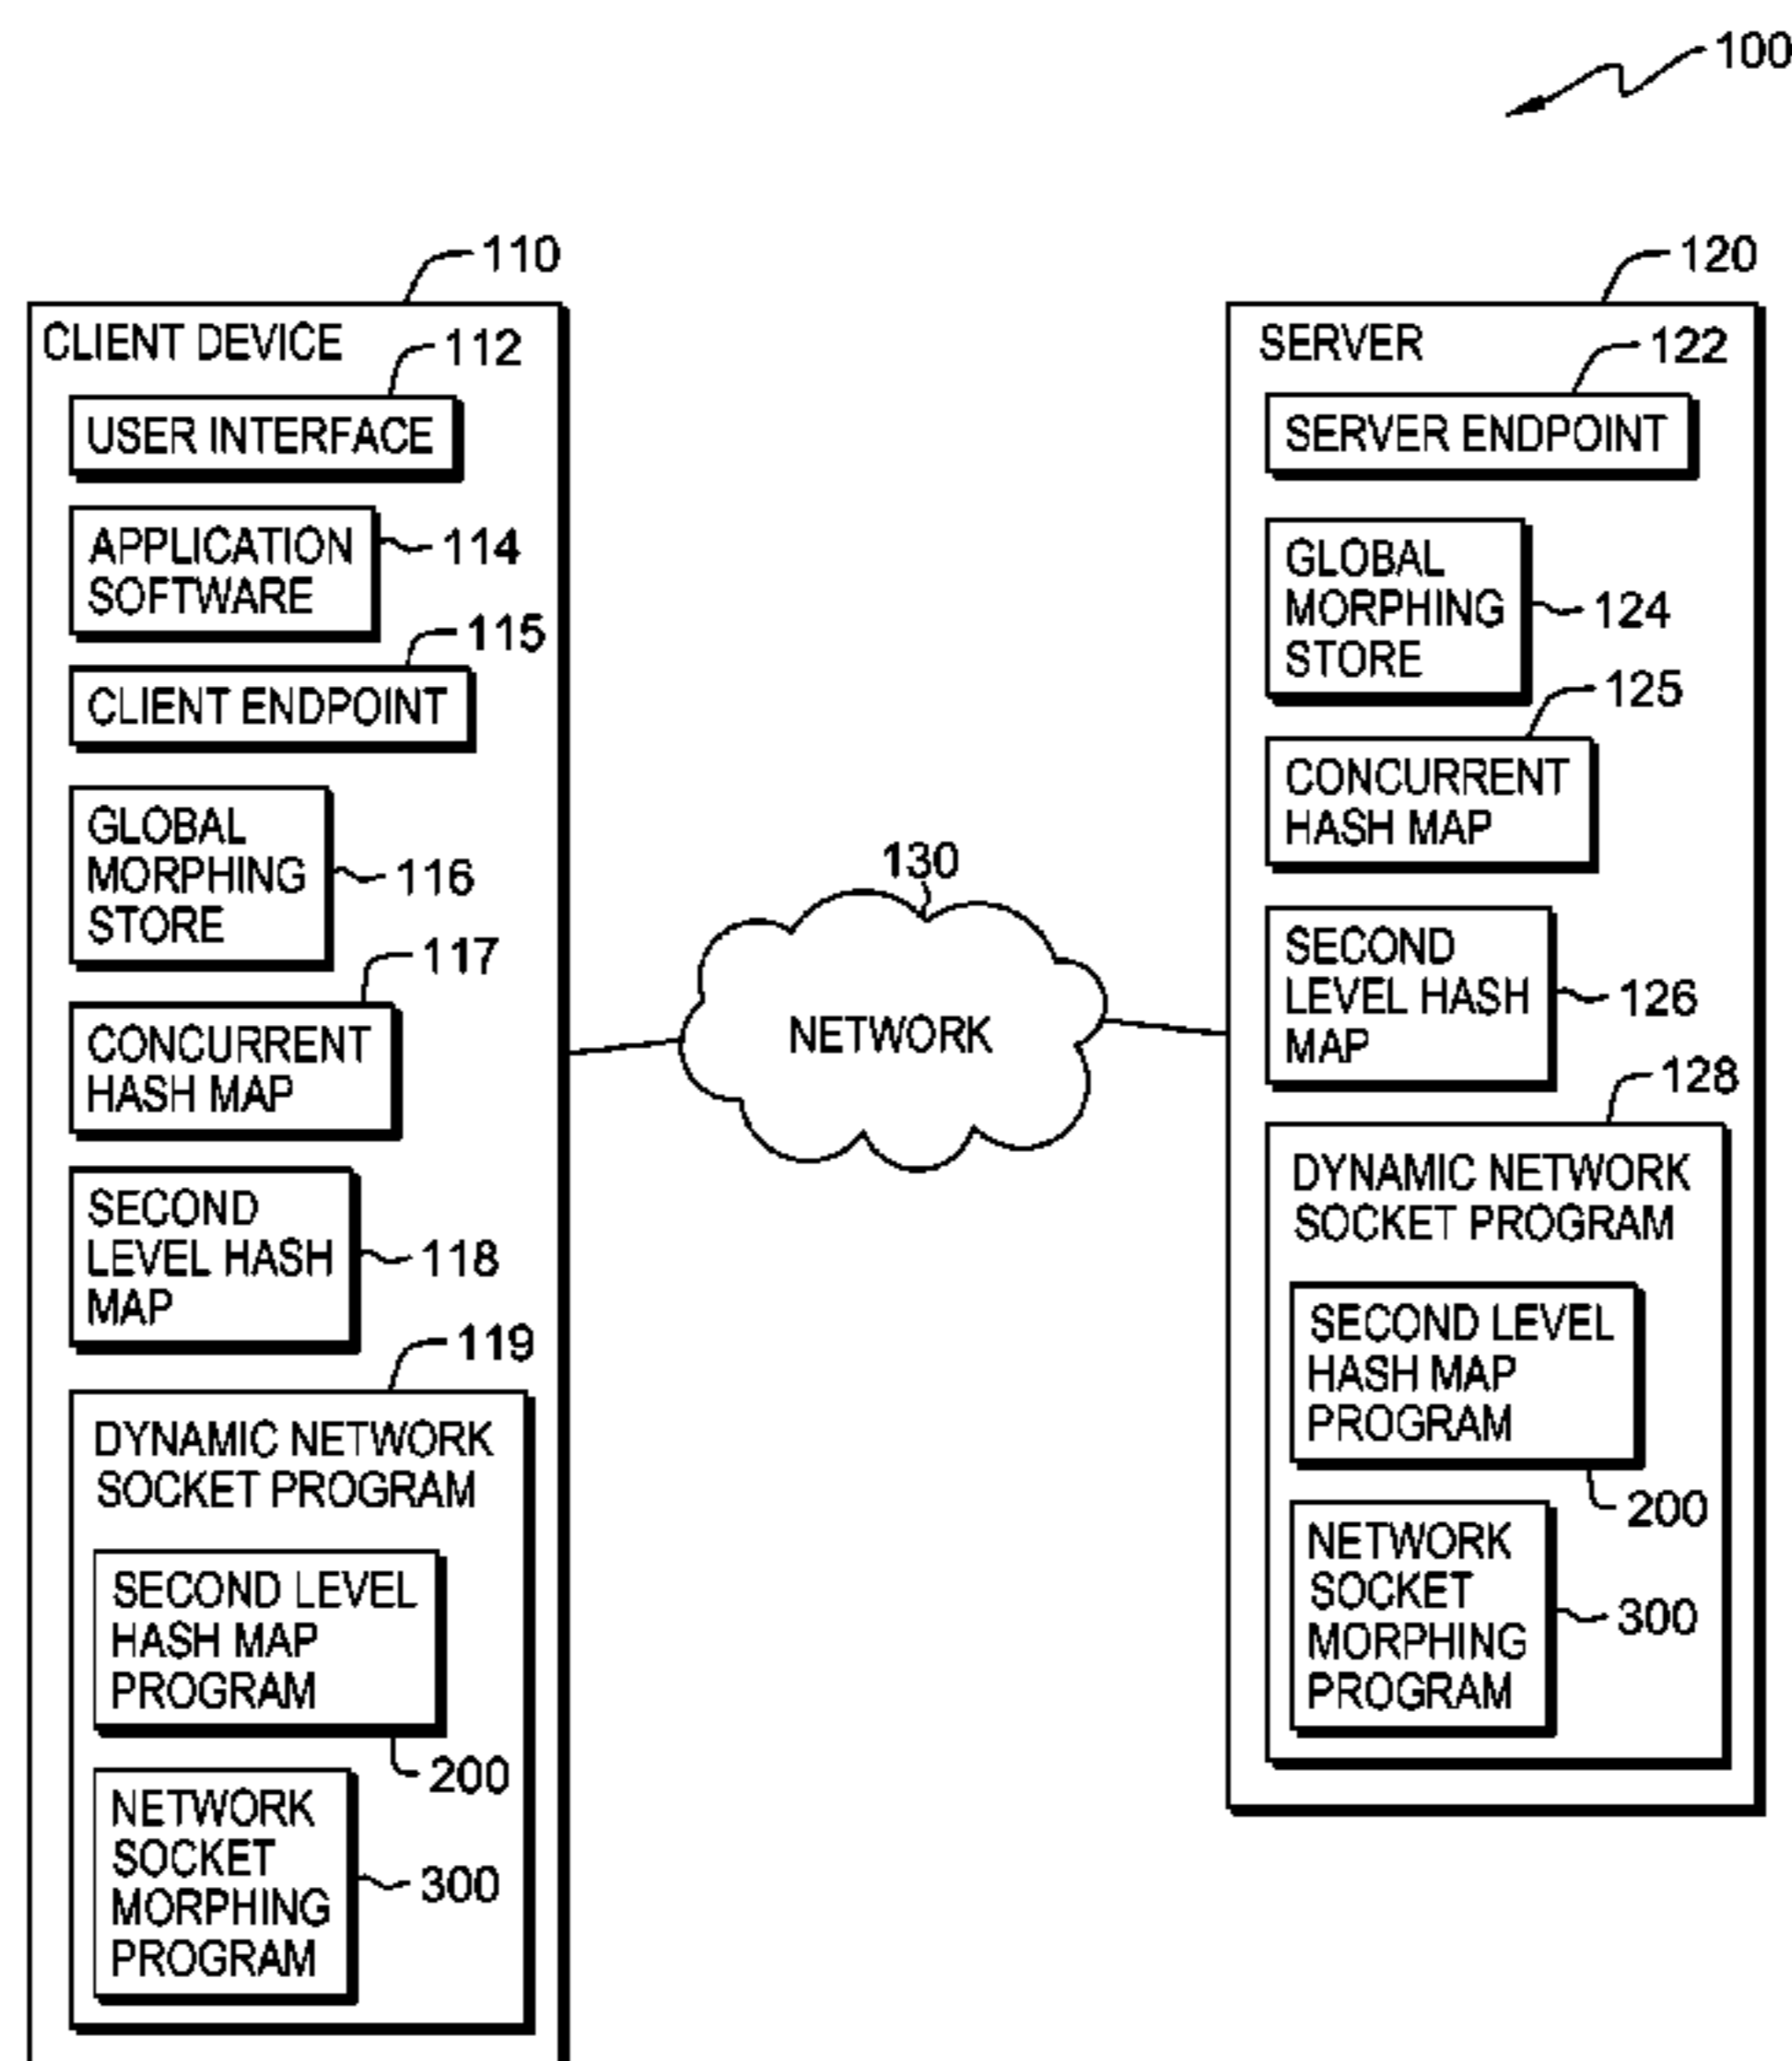 100
110
CLIENT DEVICE
112
USER INTERFACE
APPLICATION
SOFTWARE
114
115
CLIENT ENDPOINT
GLOBAL
MORPHING
STORE
116
117
CONCURRENT
HASH MAP
SECOND
LEVEL HASH
MAP
118
119
DYNAMIC NETWORK
SOCKET PROGRAM
SECOND LEVEL
HASH MAP
PROGRAM
200
NETWORK
SOCKET
MORPHING
PROGRAM
300
130
NETWORK
120
SERVER
122
SERVER ENDPOINT
GLOBAL
MORPHING
STORE
124
125
CONCURRENT
HASH MAP
SECOND
LEVEL HASH
MAP
126
128
DYNAMIC NETWORK
SOCKET PROGRAM
SECOND LEVEL
HASH MAP
PROGRAM
200
NETWORK
SOCKET
MORPHING
PROGRAM
300